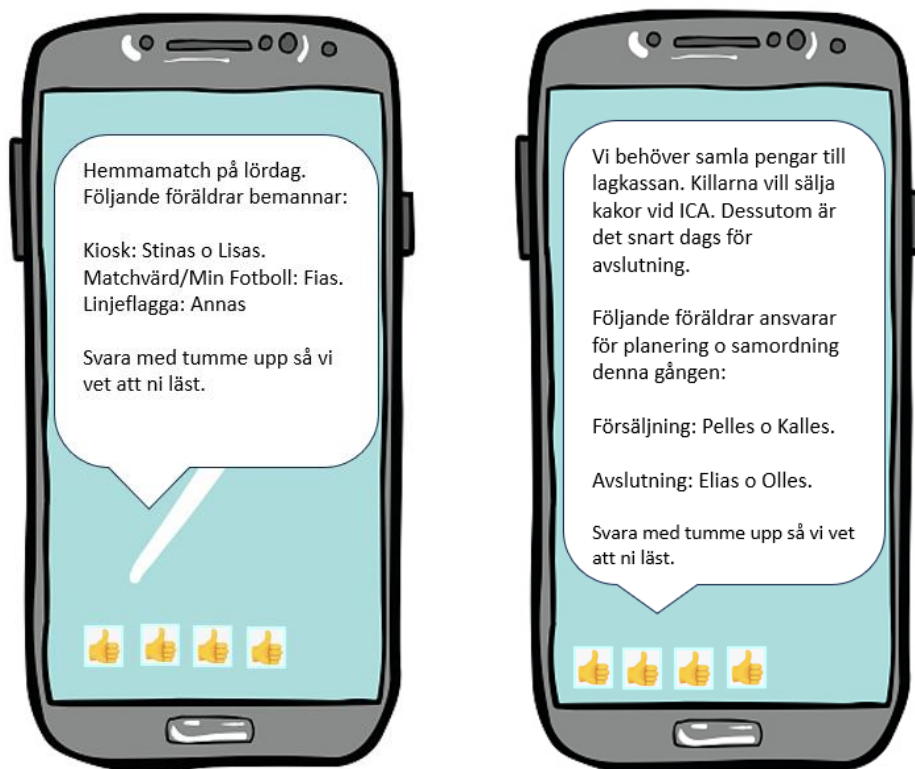 Hemmamatch på lördag.
Följande föräldrar bemannar:
Kiosk: Stinas o Lisas.
Matchvärd/Min Fotboll: Fias.
Linjeflagga: Annas
Svara med tumme upp så vi
vet att ni läst.
Vi behöver samla pengar till
lagkassan. Killarna vill sälja
kakor vid ICA. Dessutom är
det snart dags för
avslutning.
Följande föräldrar ansvarar
för planering o samordning
denna gången:
Försäljning: Pelles o Kalles.
Avslutning: Elias o Olles.
Svara med tumme upp så vi vet
att ni läst.